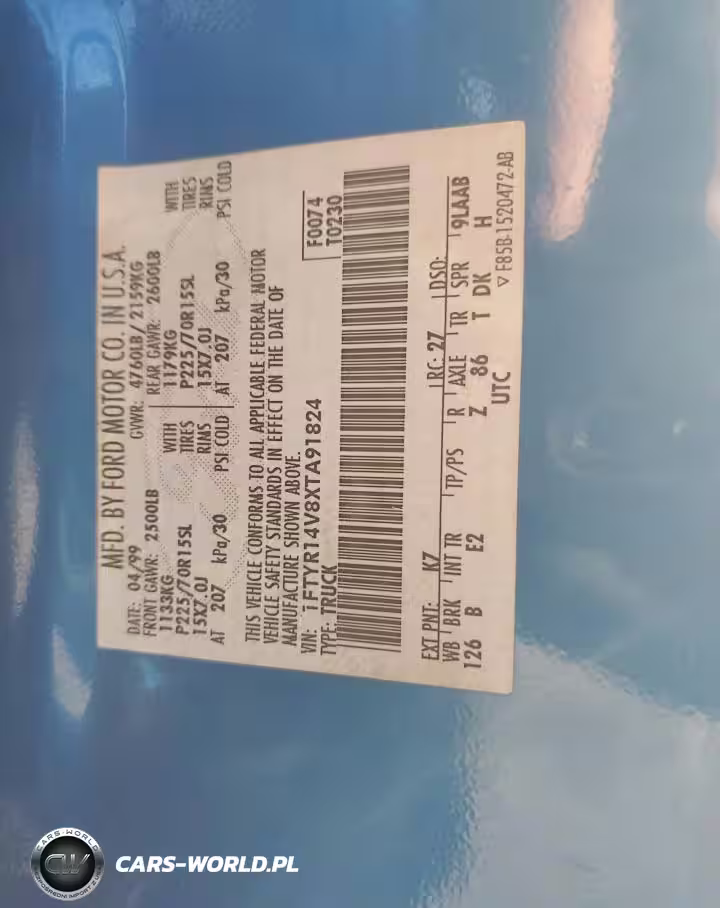 MFD. BY FORD MOTOR CO. IN U.S.A.
DATE: 04/99 GVWR: 4760LB/2159KG
FRONT GAWR: 2500LB REAR GAWR: 2600LB
1133KG WITH 1179KG WITH
P225/70R15SL TIRES P225/70R15SL TIRES
15X7.0J RIMS 15X7.0J RIMS
AT 207 kPa/30 PSI COLD AT 207 kPa/30 PSI COLD
THIS VEHICLE CONFORMS TO ALL APPLICABLE FEDERAL MOTOR
VEHICLE SAFETY STANDARDS IN EFFECT ON THE DATE OF
MANUFACTURE SHOWN ABOVE.
VIN: 1FTYR14V8XTA91824 F0074
TYPE: TRUCK T0230
EXT PNT: K7 RC: 27 DSO:
WB BRK INT TR TP/PS R AXLE TR SPR 9LAAB
126 B E2 Z 86 T DK H
UTC ▽F85B-1520472-AB
CARS-WORLD
CW
CARS-WORLD.PL